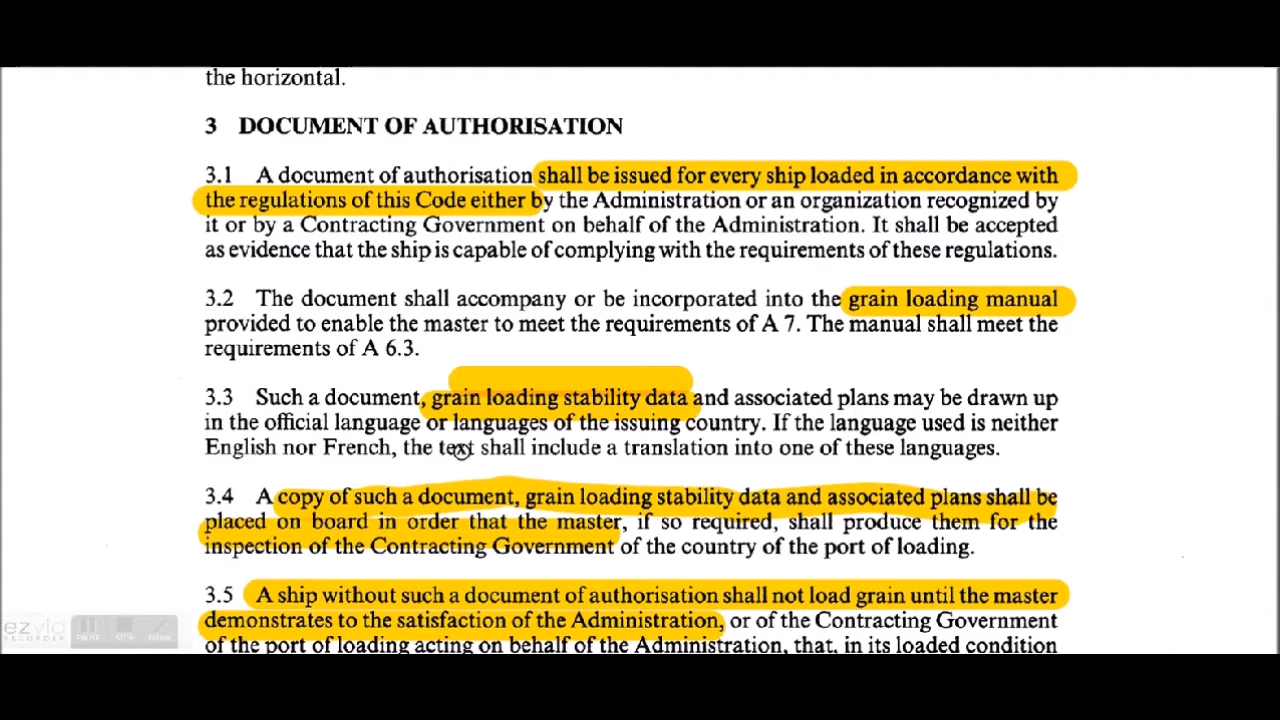 the horizontal.
3 DOCUMENT OF AUTHORISATION
3.1 A document of authorisation shall be issued for every ship loaded in accordance with
the regulations of this Code either by the Administration or an organization recognized by
it or by a Contracting Government on behalf of the Administration. It shall be accepted
as evidence that the ship is capable of complying with the requirements of these regulations.
3.2 The document shall accompany or be incorporated into the grain loading manual
provided to enable the master to meet the requirements of A 7. The manual shall meet the
requirements of A 6.3.
3.3 Such a document, grain loading stability data and associated plans may be drawn up
in the official language or languages of the issuing country. If the language used is neither
English nor French, the text shall include a translation into one of these languages.
3.4 A copy of such a document, grain loading stability data and associated plans shall be
placed on board in order that the master, if so required, shall produce them for the
inspection of the Contracting Government of the country of the port of loading.
3.5 A ship without such a document of authorisation shall not load grain until the master
demonstrates to the satisfaction of the Administration, or of the Contracting Government
of the port of loading acting on behalf of the Administration, that, in its loaded condition
ezvid
RECORDER
PAUSE STOP